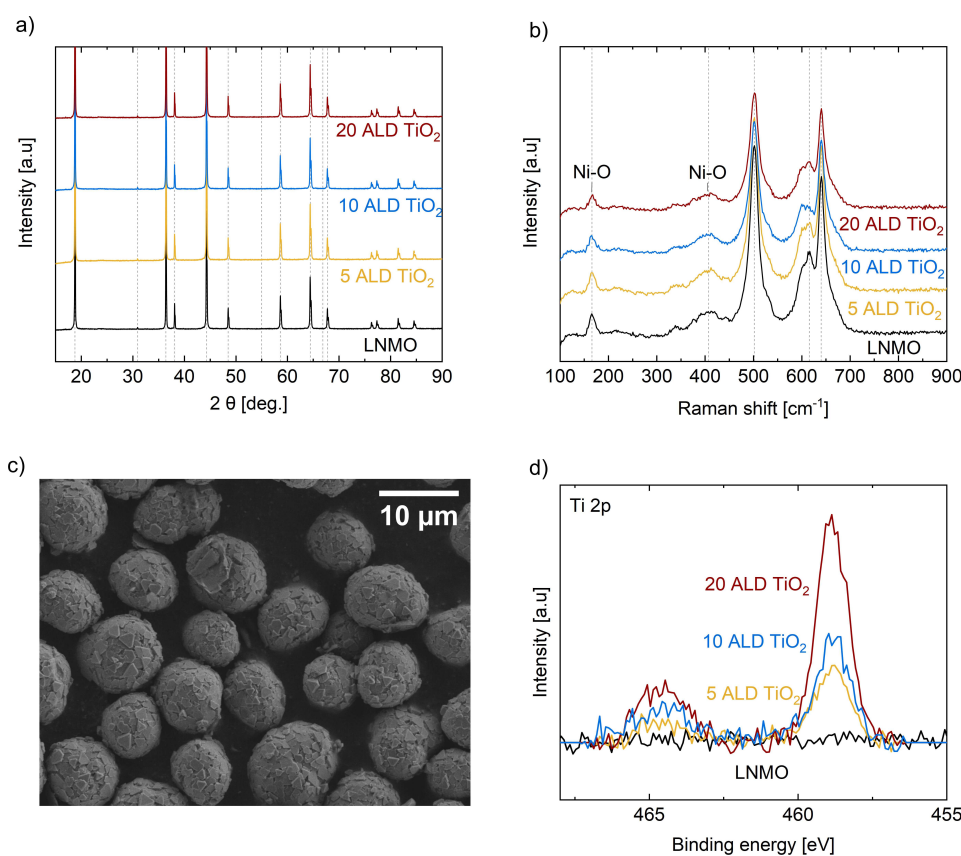 a)
Intensity [a.u]
20 ALD TiO₂
10 ALD TiO₂
5 ALD TiO₂
LNMO
20 30 40 50 60 70 80 90
2 θ [deg.]
b)
Intensity [a.u]
Ni-O Ni-O
20 ALD TiO₂
10 ALD TiO₂
5 ALD TiO₂
LNMO
100 200 300 400 500 600 700 800 900
Raman shift [cm⁻¹]
c)
10 µm
d)
Ti 2p
Intensity [a.u]
20 ALD TiO₂
10 ALD TiO₂
5 ALD TiO₂
LNMO
465 460 455
Binding energy [eV]